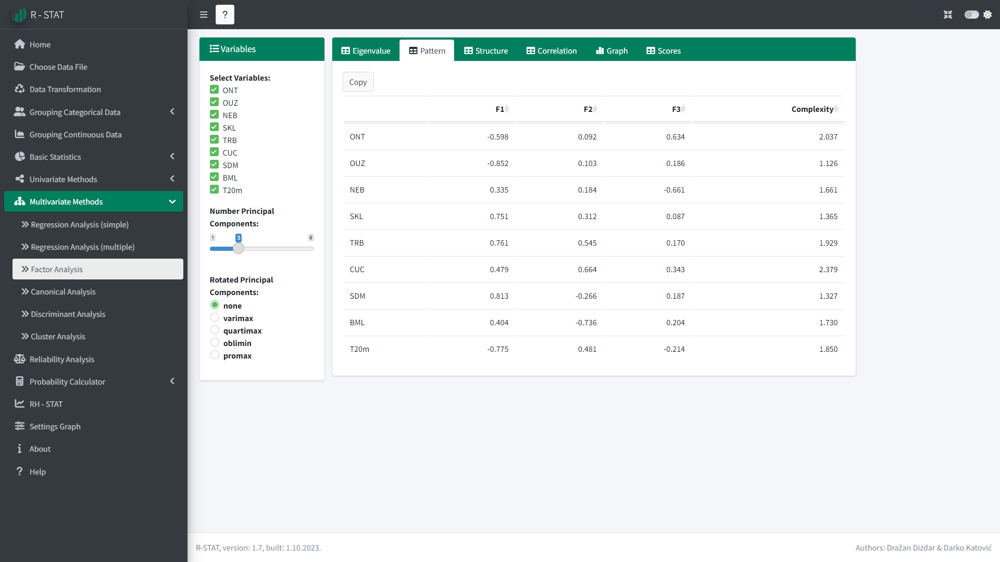 R - STAT
?
Home
Choose Data File
Data Transformation
Grouping Categorical Data
Grouping Continuous Data
Basic Statistics
Univariate Methods
Multivariate Methods
Regression Analysis (simple)
Regression Analysis (multiple)
Factor Analysis
Canonical Analysis
Discriminant Analysis
Cluster Analysis
Reliability Analysis
Probability Calculator
RH - STAT
Settings Graph
About
Help
Variables
Select Variables:
ONT
OUZ
NEB
SKL
TRB
CUC
SDM
BML
T20m
Number Principal
Components:
1 3 9
Rotated Principal
Components:
none
varimax
quartimax
oblimin
promax
Eigenvalue Pattern Structure Correlation Graph Scores
Copy
F1 F2 F3 Complexity
ONT -0.598 0.092 0.634 2.037
OUZ -0.852 0.103 0.186 1.126
NEB 0.335 0.184 -0.661 1.661
SKL 0.751 0.312 0.087 1.365
TRB 0.761 0.545 0.170 1.929
CUC 0.479 0.664 0.343 2.379
SDM 0.813 -0.266 0.187 1.327
BML 0.404 -0.736 0.204 1.730
T20m -0.775 0.481 -0.214 1.850
R-STAT, version: 1.7, built: 1.10.2023.
Authors: Dražan Dizdar & Darko Katović